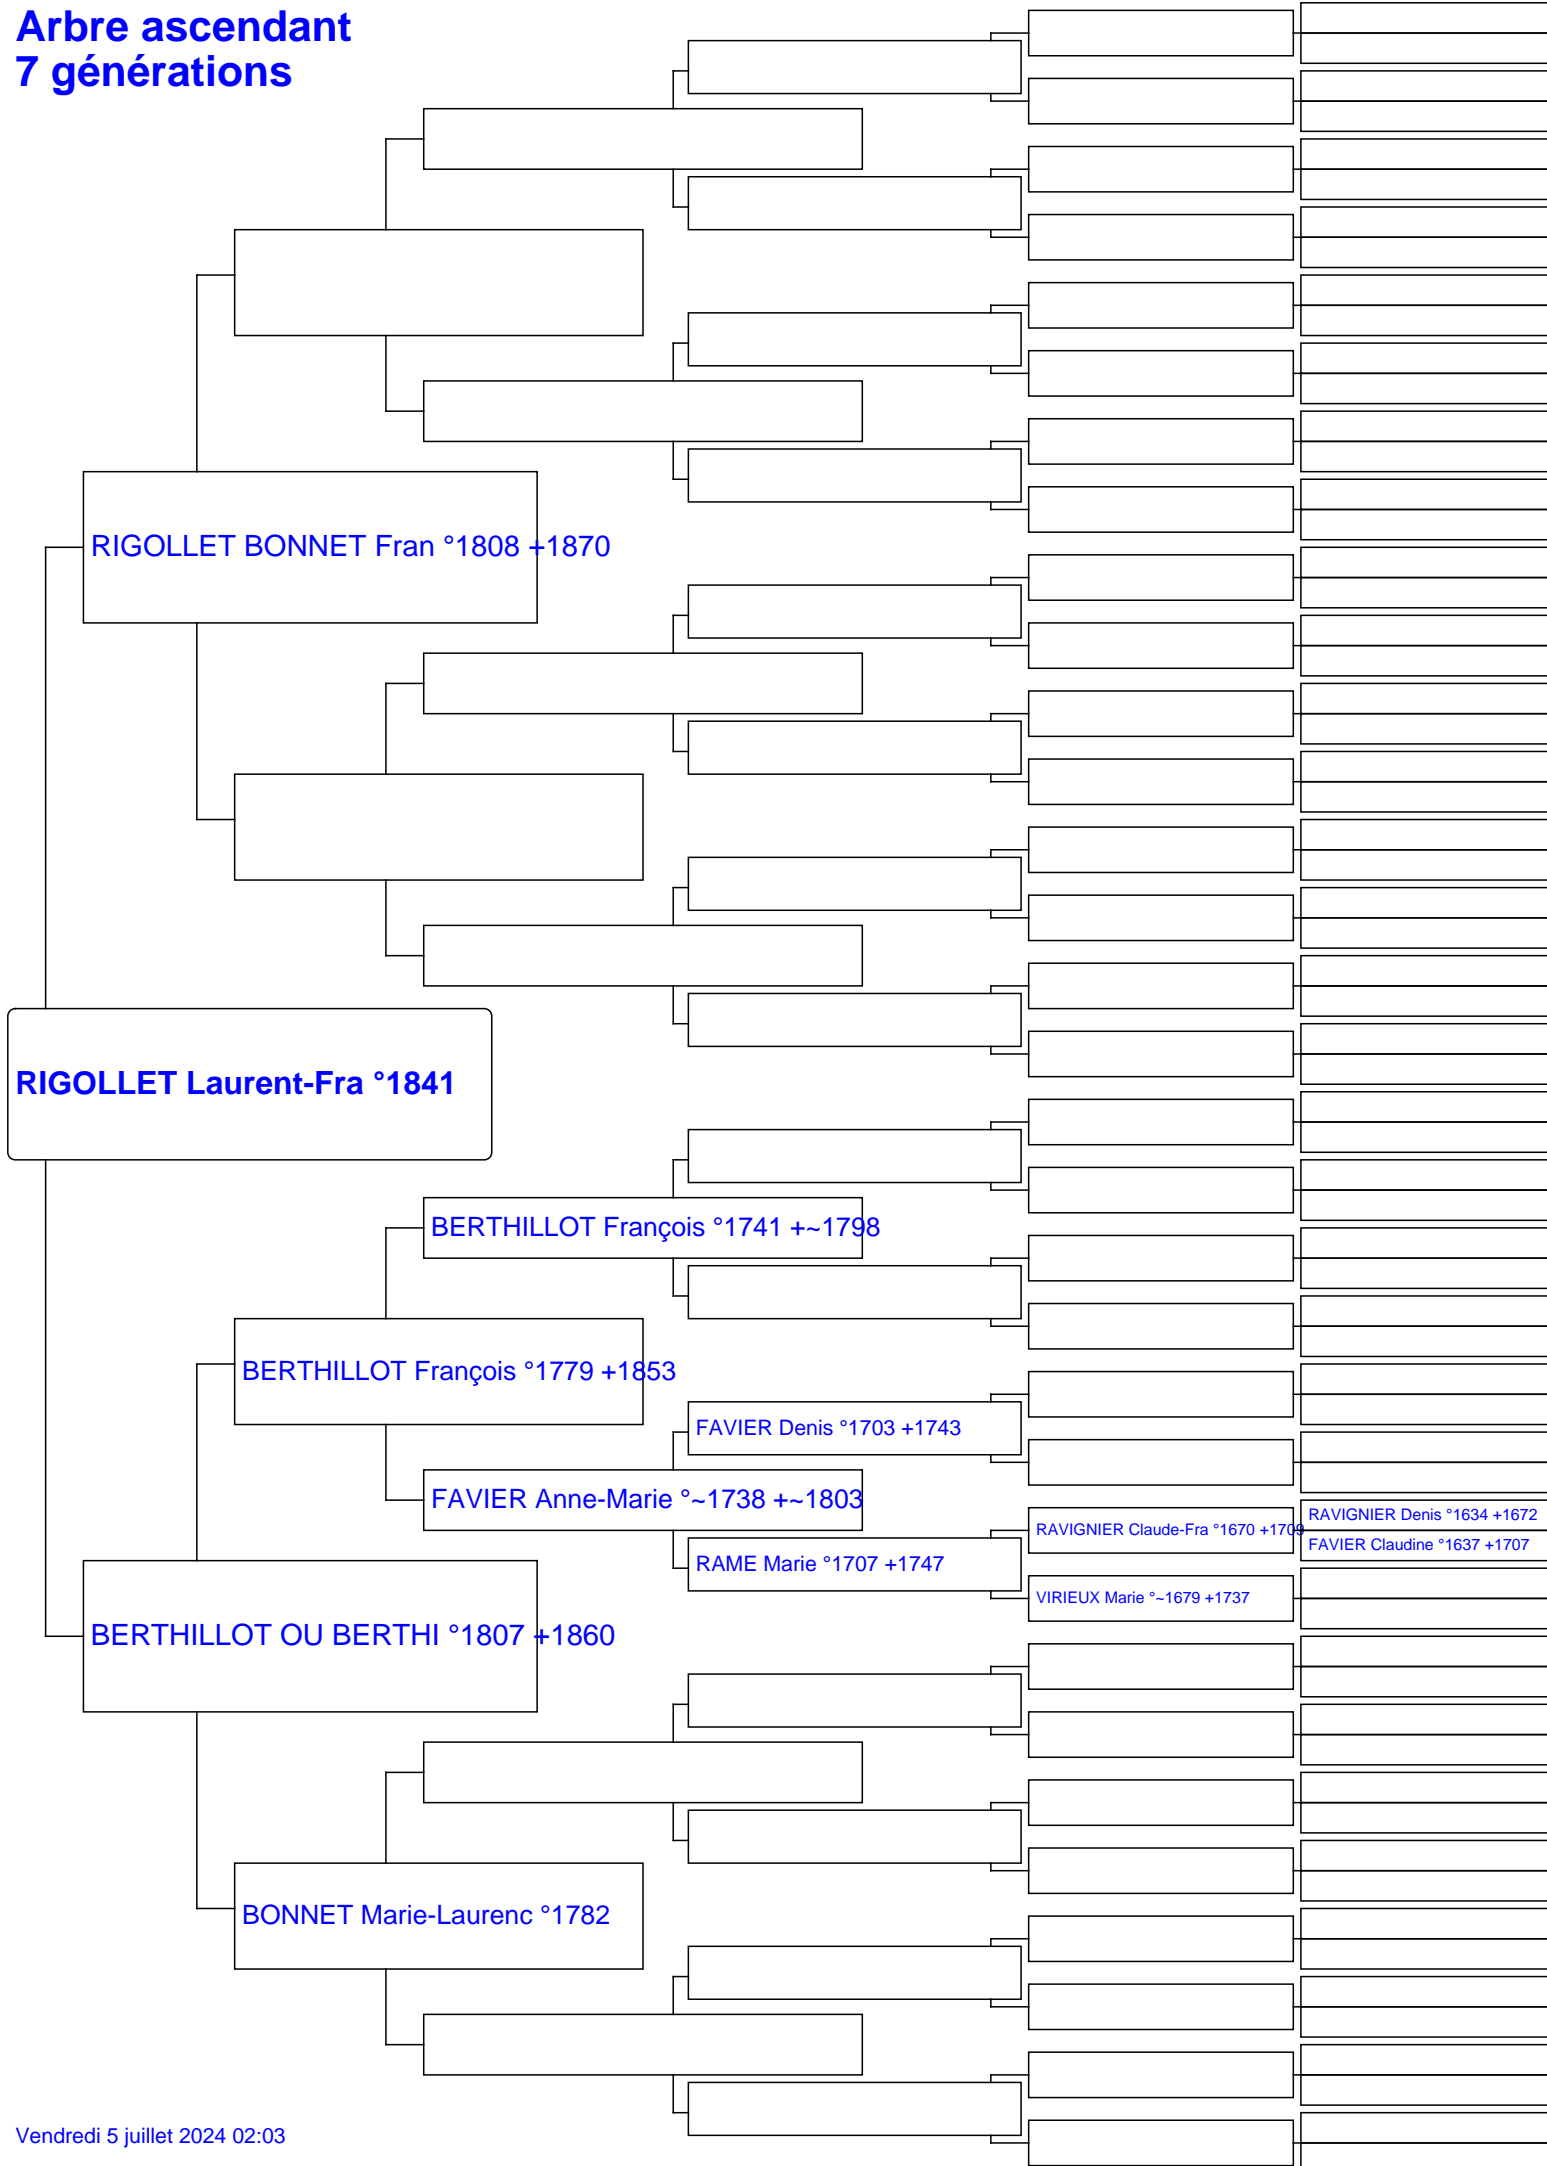 Arbre ascendant
7 générations
RIGOLLET BONNET Fran °1808 +1870
RIGOLLET Laurent-Fra °1841
BERTHILLOT François °1741 +~1798
BERTHILLOT François °1779 +1853
FAVIER Denis °1703 +1743
FAVIER Anne-Marie °~1738 +~1803
RAVIGNIER Denis °1634 +1672
RAVIGNIER Claude-Fra °1670 +1709
FAVIER Claudine °1637 +1707
RAME Marie °1707 +1747
VIRIEUX Marie °~1679 +1737
BERTHILLOT OU BERTHI °1807 +1860
BONNET Marie-Laurenc °1782
Vendredi 5 juillet 2024 02:03